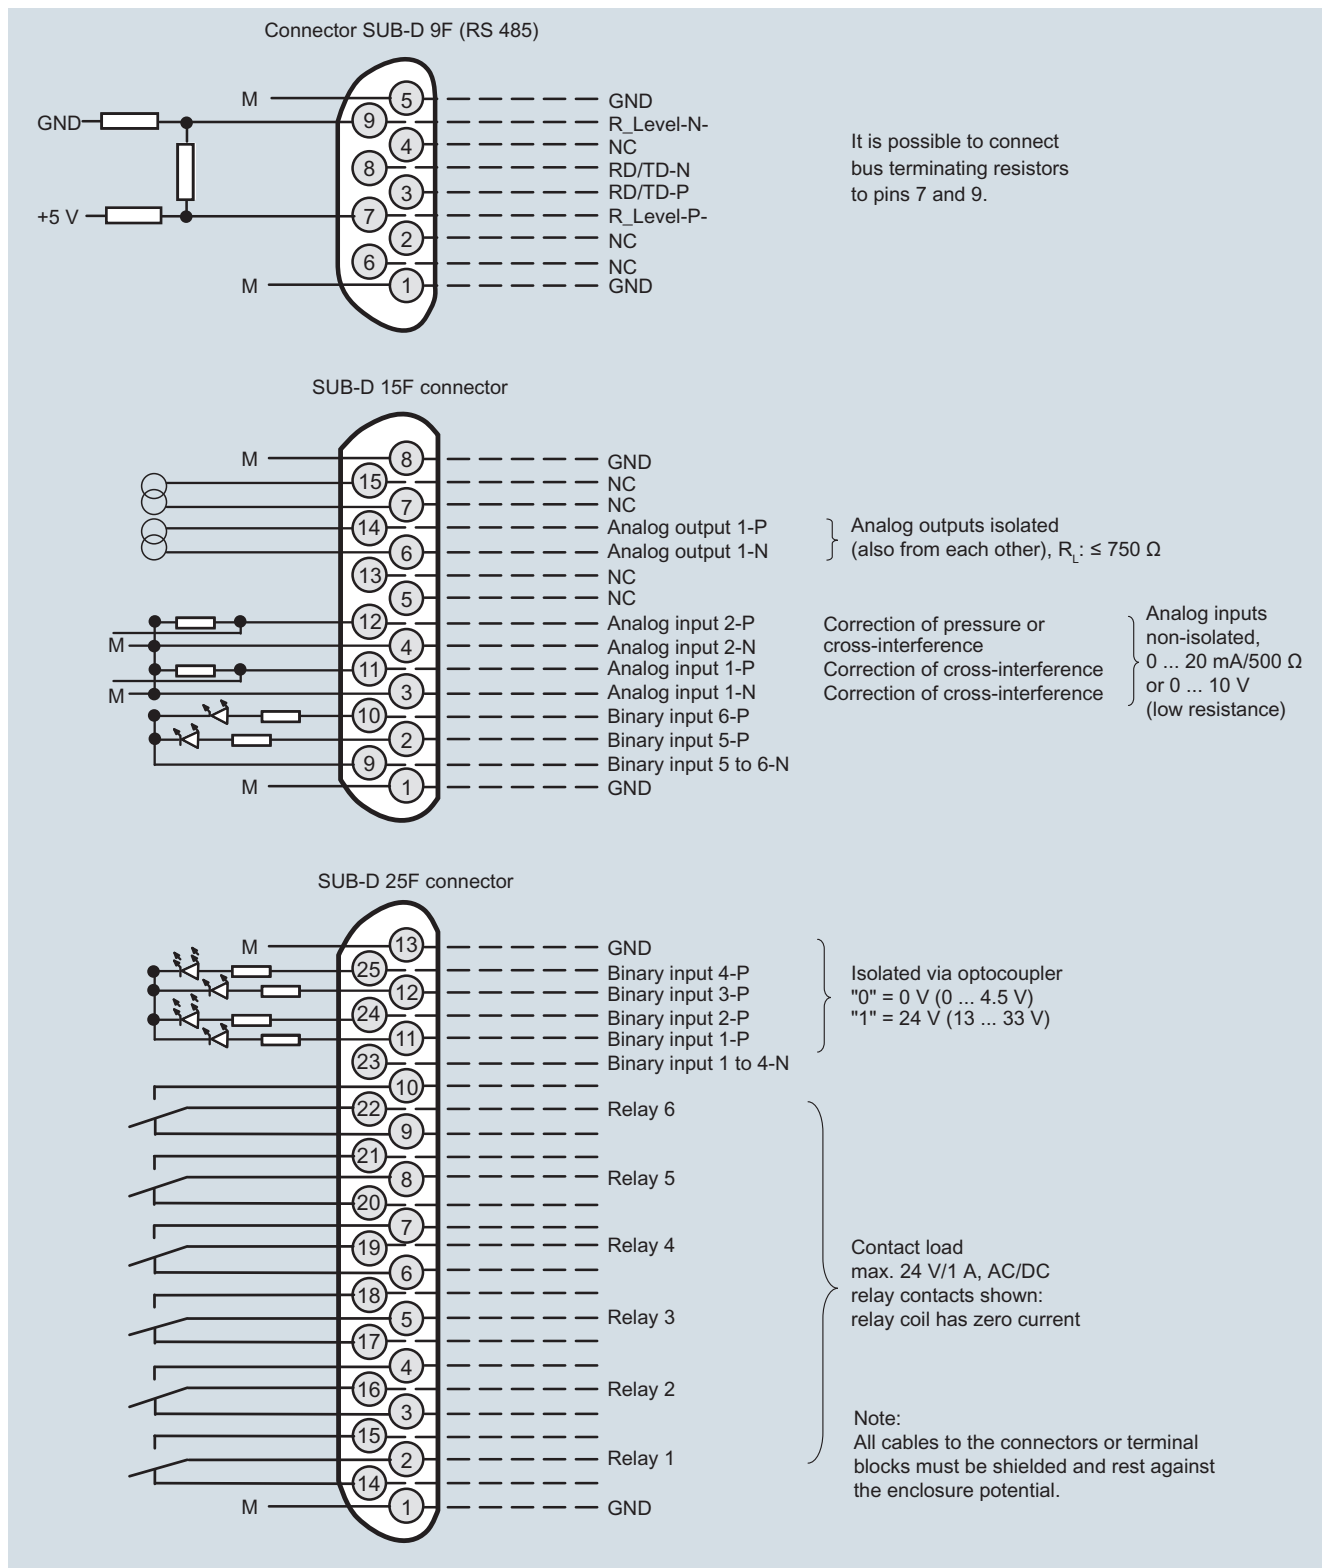 Connector SUB-D 9F (RS 485)
M 5 GND
GND 9 R_Level-N-
4 NC
8 RD/TD-N
3 RD/TD-P
+5 V 7 R_Level-P-
2 NC
6 NC
M 1 GND
It is possible to connect
bus terminating resistors
to pins 7 and 9.
SUB-D 15F connector
M 8 GND
15 NC
7 NC
14 Analog output 1-P
6 Analog output 1-N
Analog outputs isolated
(also from each other), RL: ≤ 750 Ω
13 NC
5 NC
12 Analog input 2-P
M 4 Analog input 2-N
11 Analog input 1-P
M 3 Analog input 1-N
Correction of pressure or
cross-interference
Correction of cross-interference
Correction of cross-interference
Analog inputs
non-isolated,
0 ... 20 mA/500 Ω
or 0 ... 10 V
(low resistance)
10 Binary input 6-P
2 Binary input 5-P
9 Binary input 5 to 6-N
M 1 GND
SUB-D 25F connector
M 13 GND
25 Binary input 4-P
12 Binary input 3-P
24 Binary input 2-P
11 Binary input 1-P
23 Binary input 1 to 4-N
Isolated via optocoupler
"0" = 0 V (0 ... 4.5 V)
"1" = 24 V (13 ... 33 V)
10
22 Relay 6
9
21
8 Relay 5
20
7
19 Relay 4
6
18
5 Relay 3
17
4
16 Relay 2
3
15
2 Relay 1
14
M 1 GND
Contact load
max. 24 V/1 A, AC/DC
relay contacts shown:
relay coil has zero current
Note:
All cables to the connectors or terminal
blocks must be shielded and rest against
the enclosure potential.